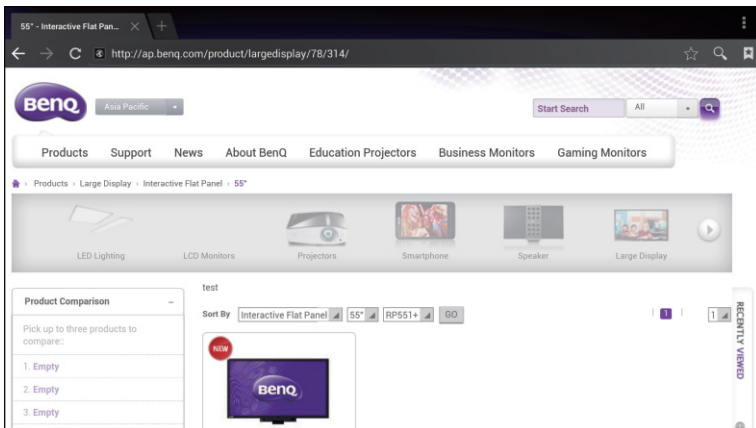 55" - Interactive Flat Pan...
http://ap.benq.com/product/largedisplay/78/314/
BenQ
Asia Pacific
Start Search
All
Products Support News About BenQ Education Projectors Business Monitors Gaming Monitors
Products › Large Display › Interactive Flat Panel › 55"
LED Lighting LCD Monitors Projectors Smartphone Speaker Large Display
test
Product Comparison –
Sort By Interactive Flat Panel 55" RP551+ GO
1
1
Pick up to three products to
compare::
1. Empty
2. Empty
3. Empty
NEW
BenQ
RECENTLY VIEWED